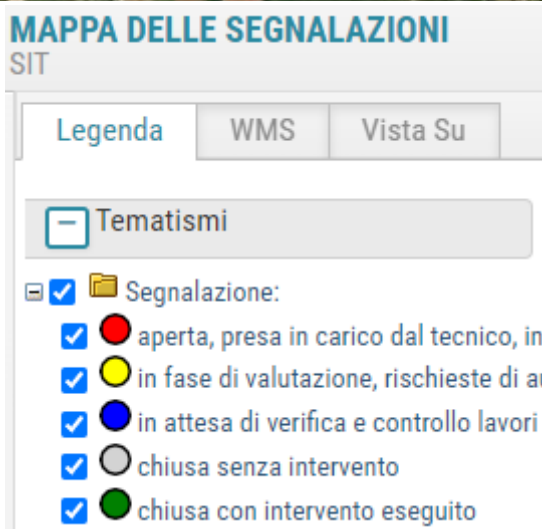 MAPPA DELLE SEGNALAZIONI
SIT
Legenda WMS Vista Su
Tematismi
Segnalazione:
aperta, presa in carico dal tecnico, in
in fase di valutazione, rischieste di
in attesa di verifica e controllo lavori
chiusa senza intervento
chiusa con intervento eseguito